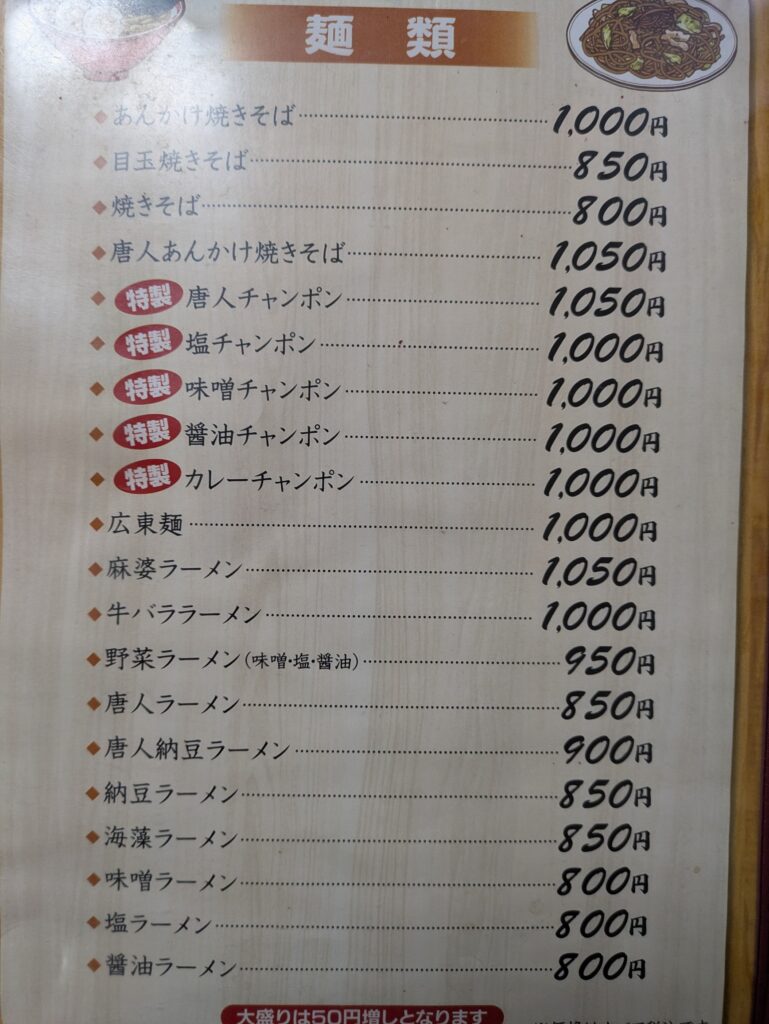 麺類
◆あんかけ焼きそば……1,000円
◆目玉焼きそば……850円
◆焼きそば……800円
◆唐人あんかけ焼きそば……1,050円
◆特製 唐人チャンポン……1,050円
◆特製 塩チャンポン……1,000円
◆特製 味噌チャンポン……1,000円
◆特製 醤油チャンポン……1,000円
◆特製 カレーチャンポン……1,000円
◆広東麺……1,000円
◆麻婆ラーメン……1,050円
◆牛バララーメン……1,000円
◆野菜ラーメン(味噌・塩・醤油)……950円
◆唐人ラーメン……850円
◆唐人納豆ラーメン……900円
◆納豆ラーメン……850円
◆海藻ラーメン……850円
◆味噌ラーメン……800円
◆塩ラーメン……800円
◆醤油ラーメン……800円
大盛りは50円増しとなります